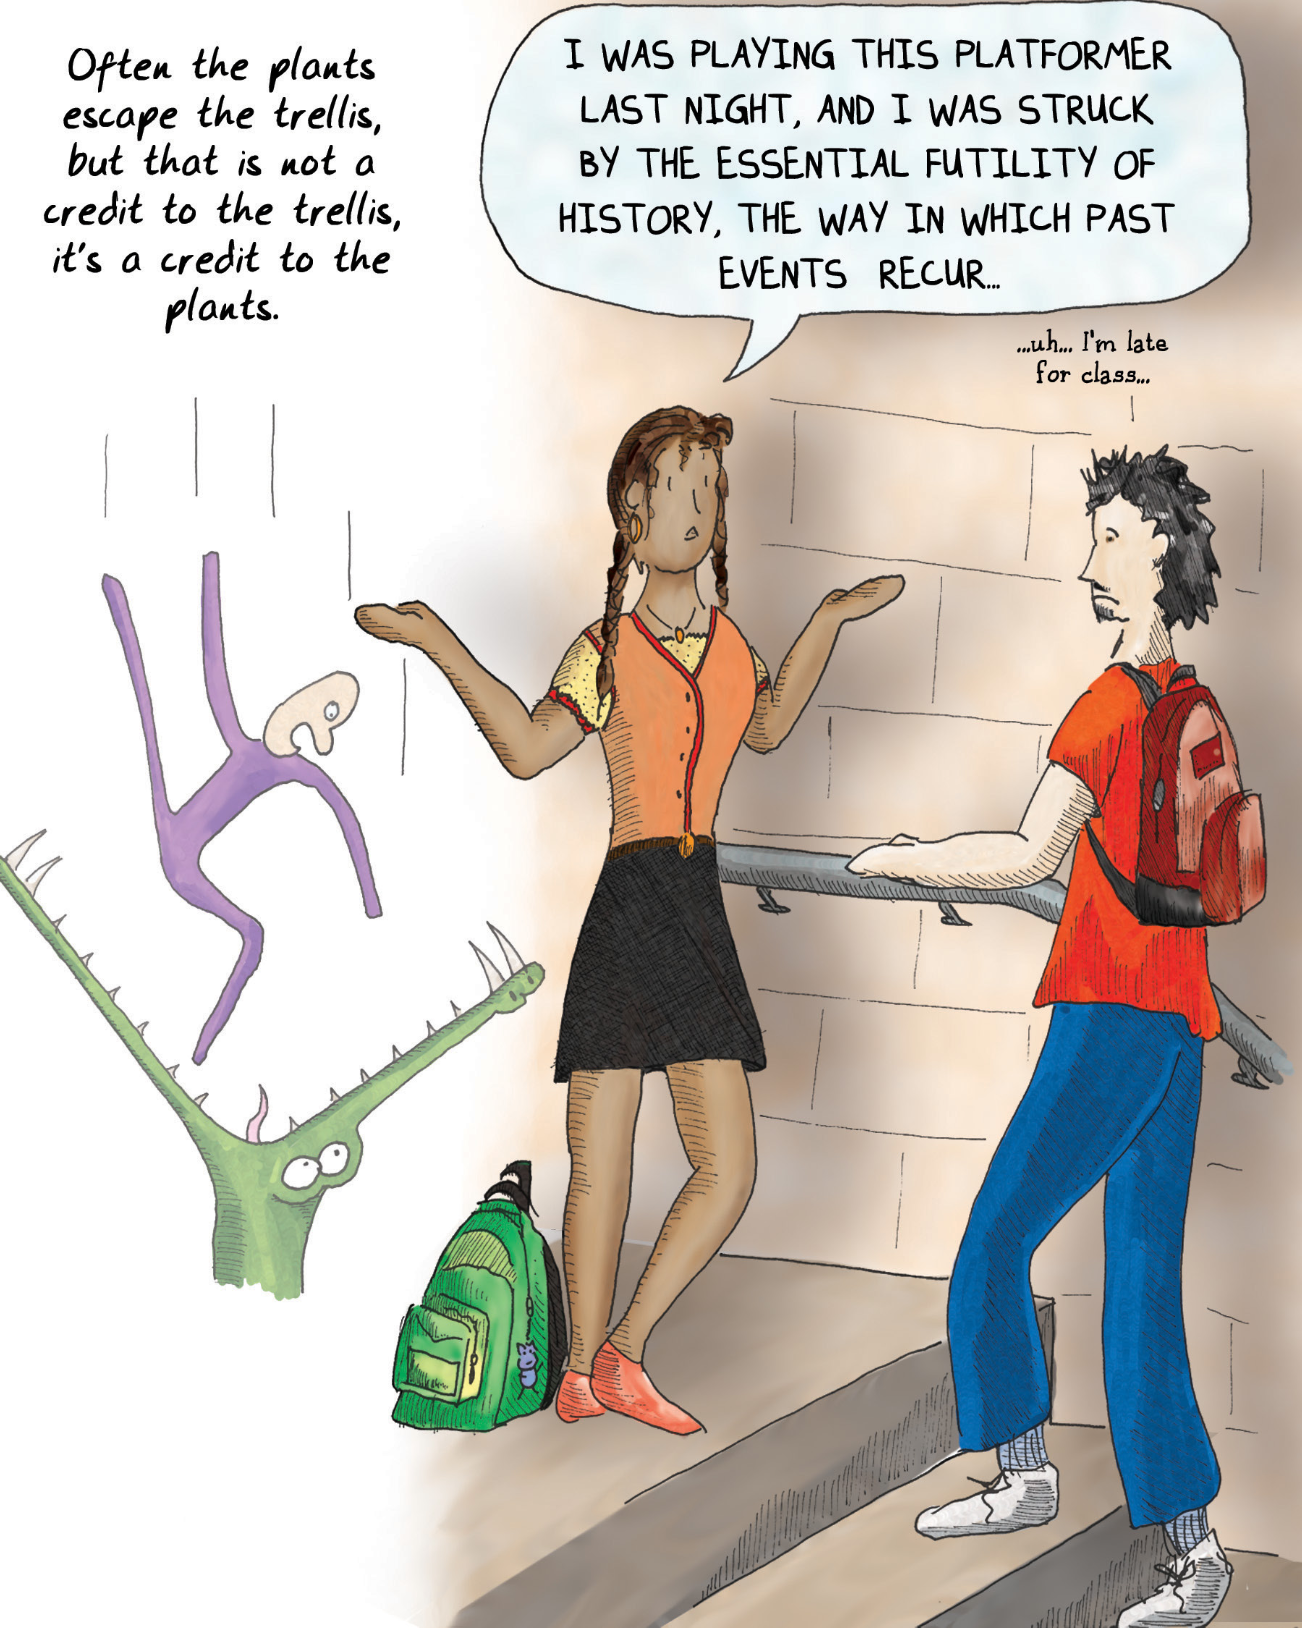 Often the plants
escape the trellis,
but that is not a
credit to the trellis,
it's a credit to the
plants.
I WAS PLAYING THIS PLATFORMER
LAST NIGHT, AND I WAS STRUCK
BY THE ESSENTIAL FUTILITY OF
HISTORY, THE WAY IN WHICH PAST
EVENTS RECUR...
...uh... I'm late
for class...